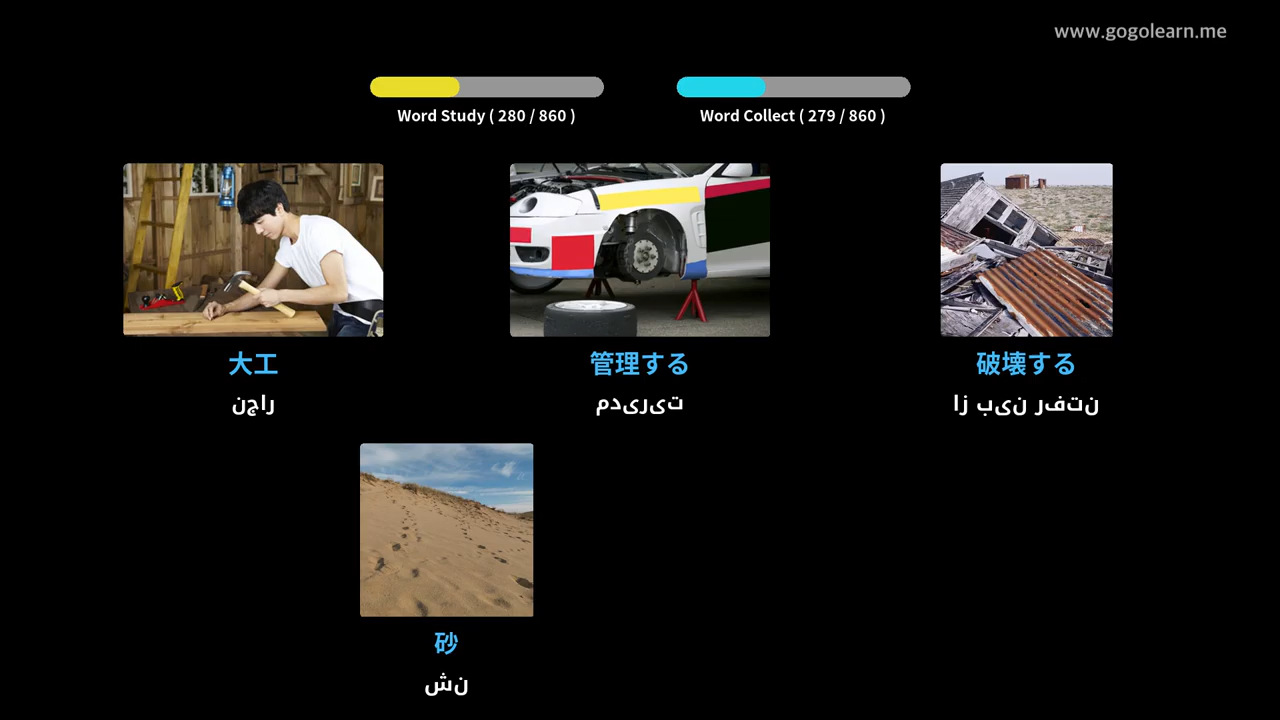 www.gogolearn.me
Word Study ( 280 / 860 )
Word Collect ( 279 / 860 )
大工
راجن
管理する
تیریدم
破壊する
نتفر نیب زا
砂
نش